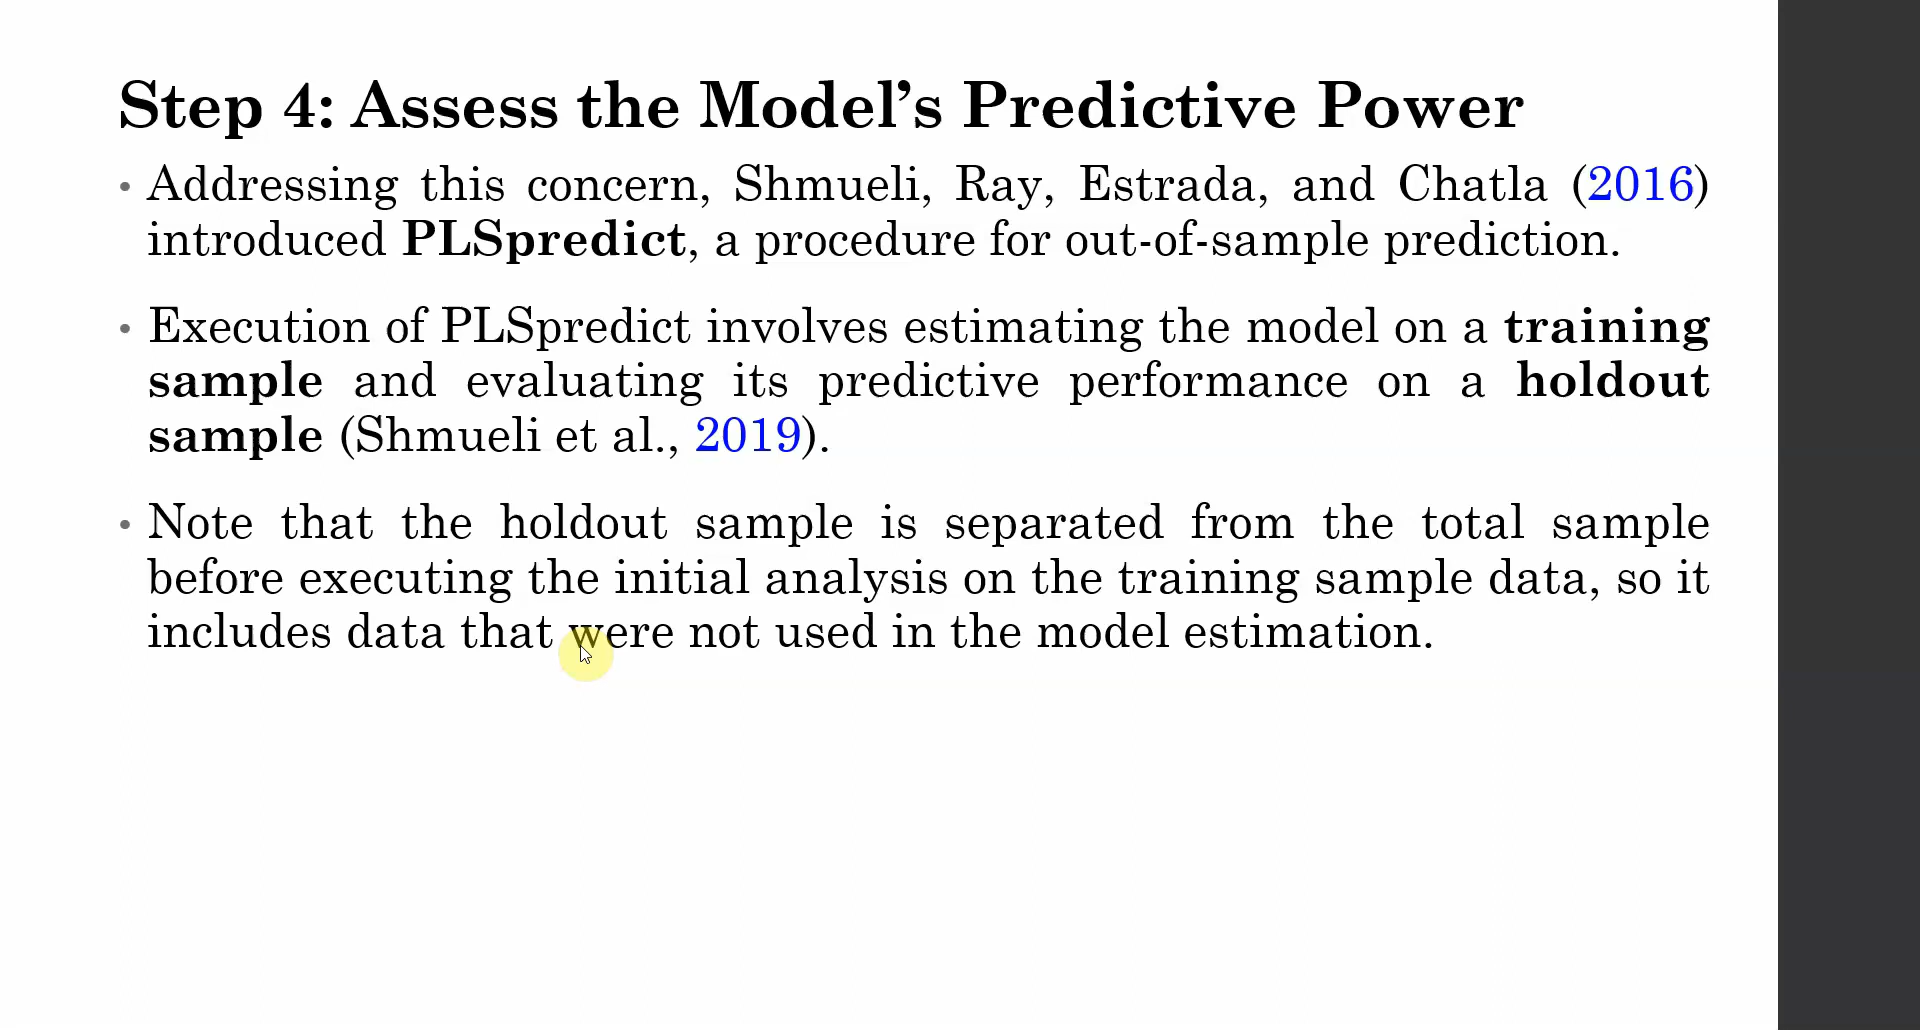 Step 4: Assess the Model’s Predictive Power
• Addressing this concern, Shmueli, Ray, Estrada, and Chatla (2016)
introduced PLSpredict, a procedure for out-of-sample prediction.
• Execution of PLSpredict involves estimating the model on a training
sample and evaluating its predictive performance on a holdout
sample (Shmueli et al., 2019).
• Note that the holdout sample is separated from the total sample
before executing the initial analysis on the training sample data, so it
includes data that were not used in the model estimation.